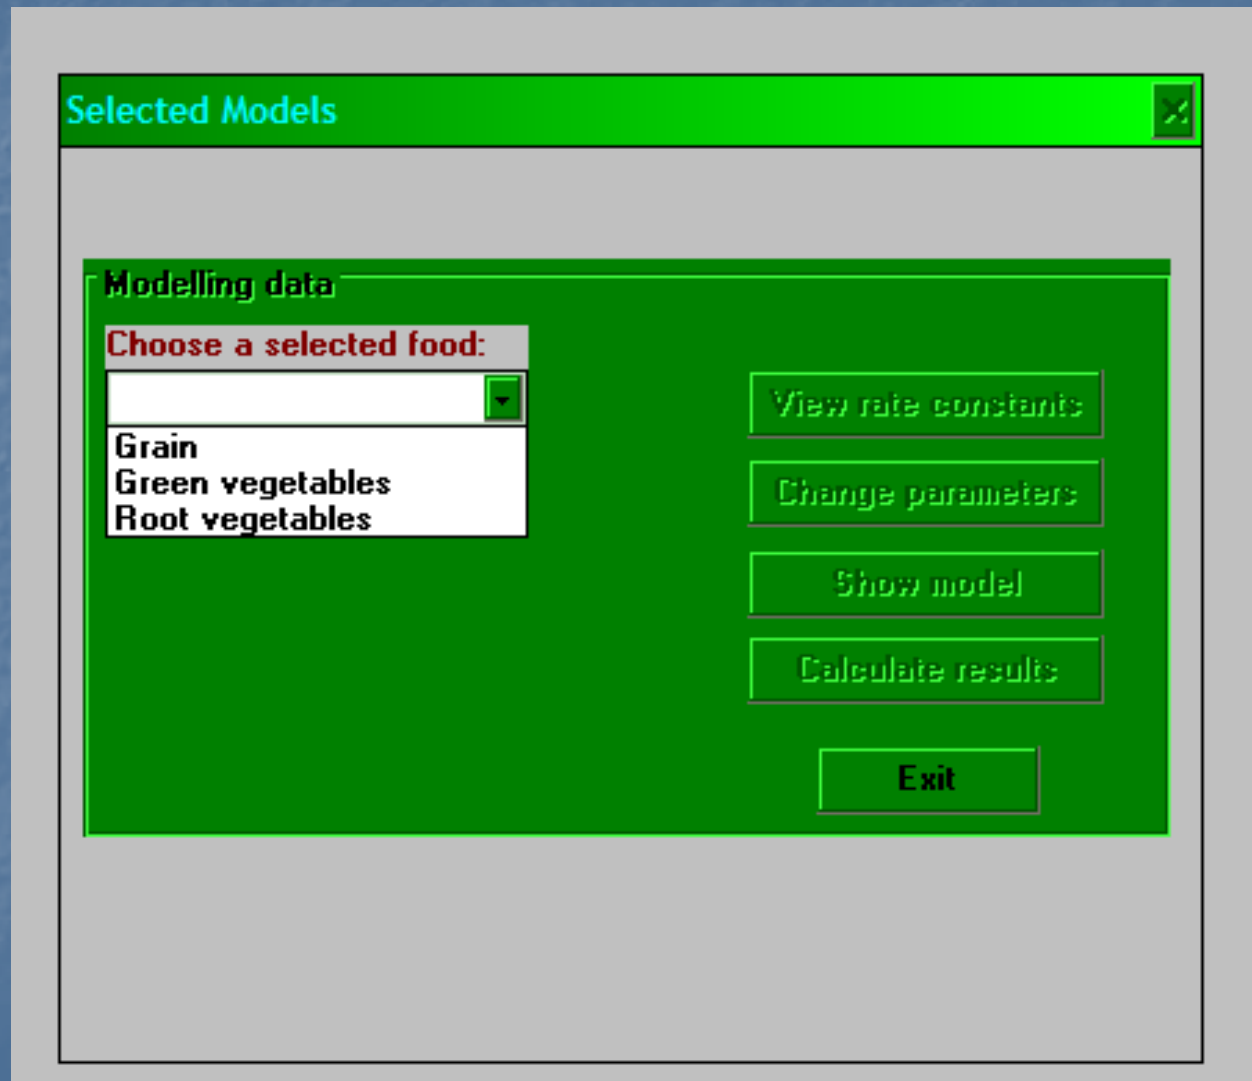 Selected Models
Modelling data
Choose a selected food:
Grain
Green vegetables
Root vegetables
View rate constants
Change parameters
Show model
Calculate results
Exit